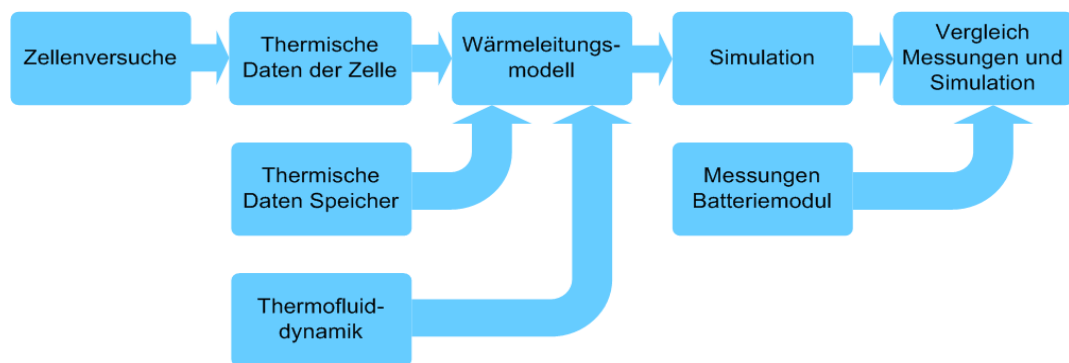 Zellenversuche
Thermische
Daten der Zelle
Wärmeleitungs-
modell
Simulation
Vergleich
Messungen und
Simulation
Thermische
Daten Speicher
Messungen
Batteriemodul
Thermofluid-
dynamik